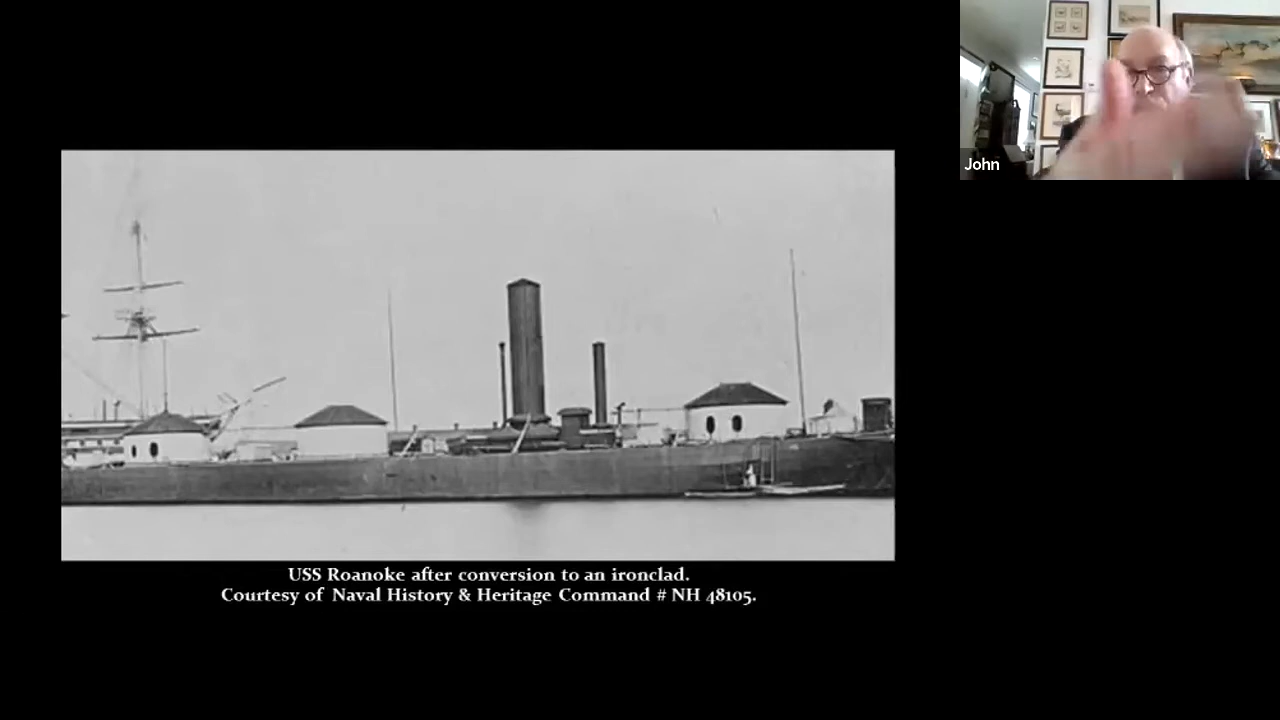 John
USS Roanoke after conversion to an ironclad.
Courtesy of Naval History & Heritage Command # NH 48105.